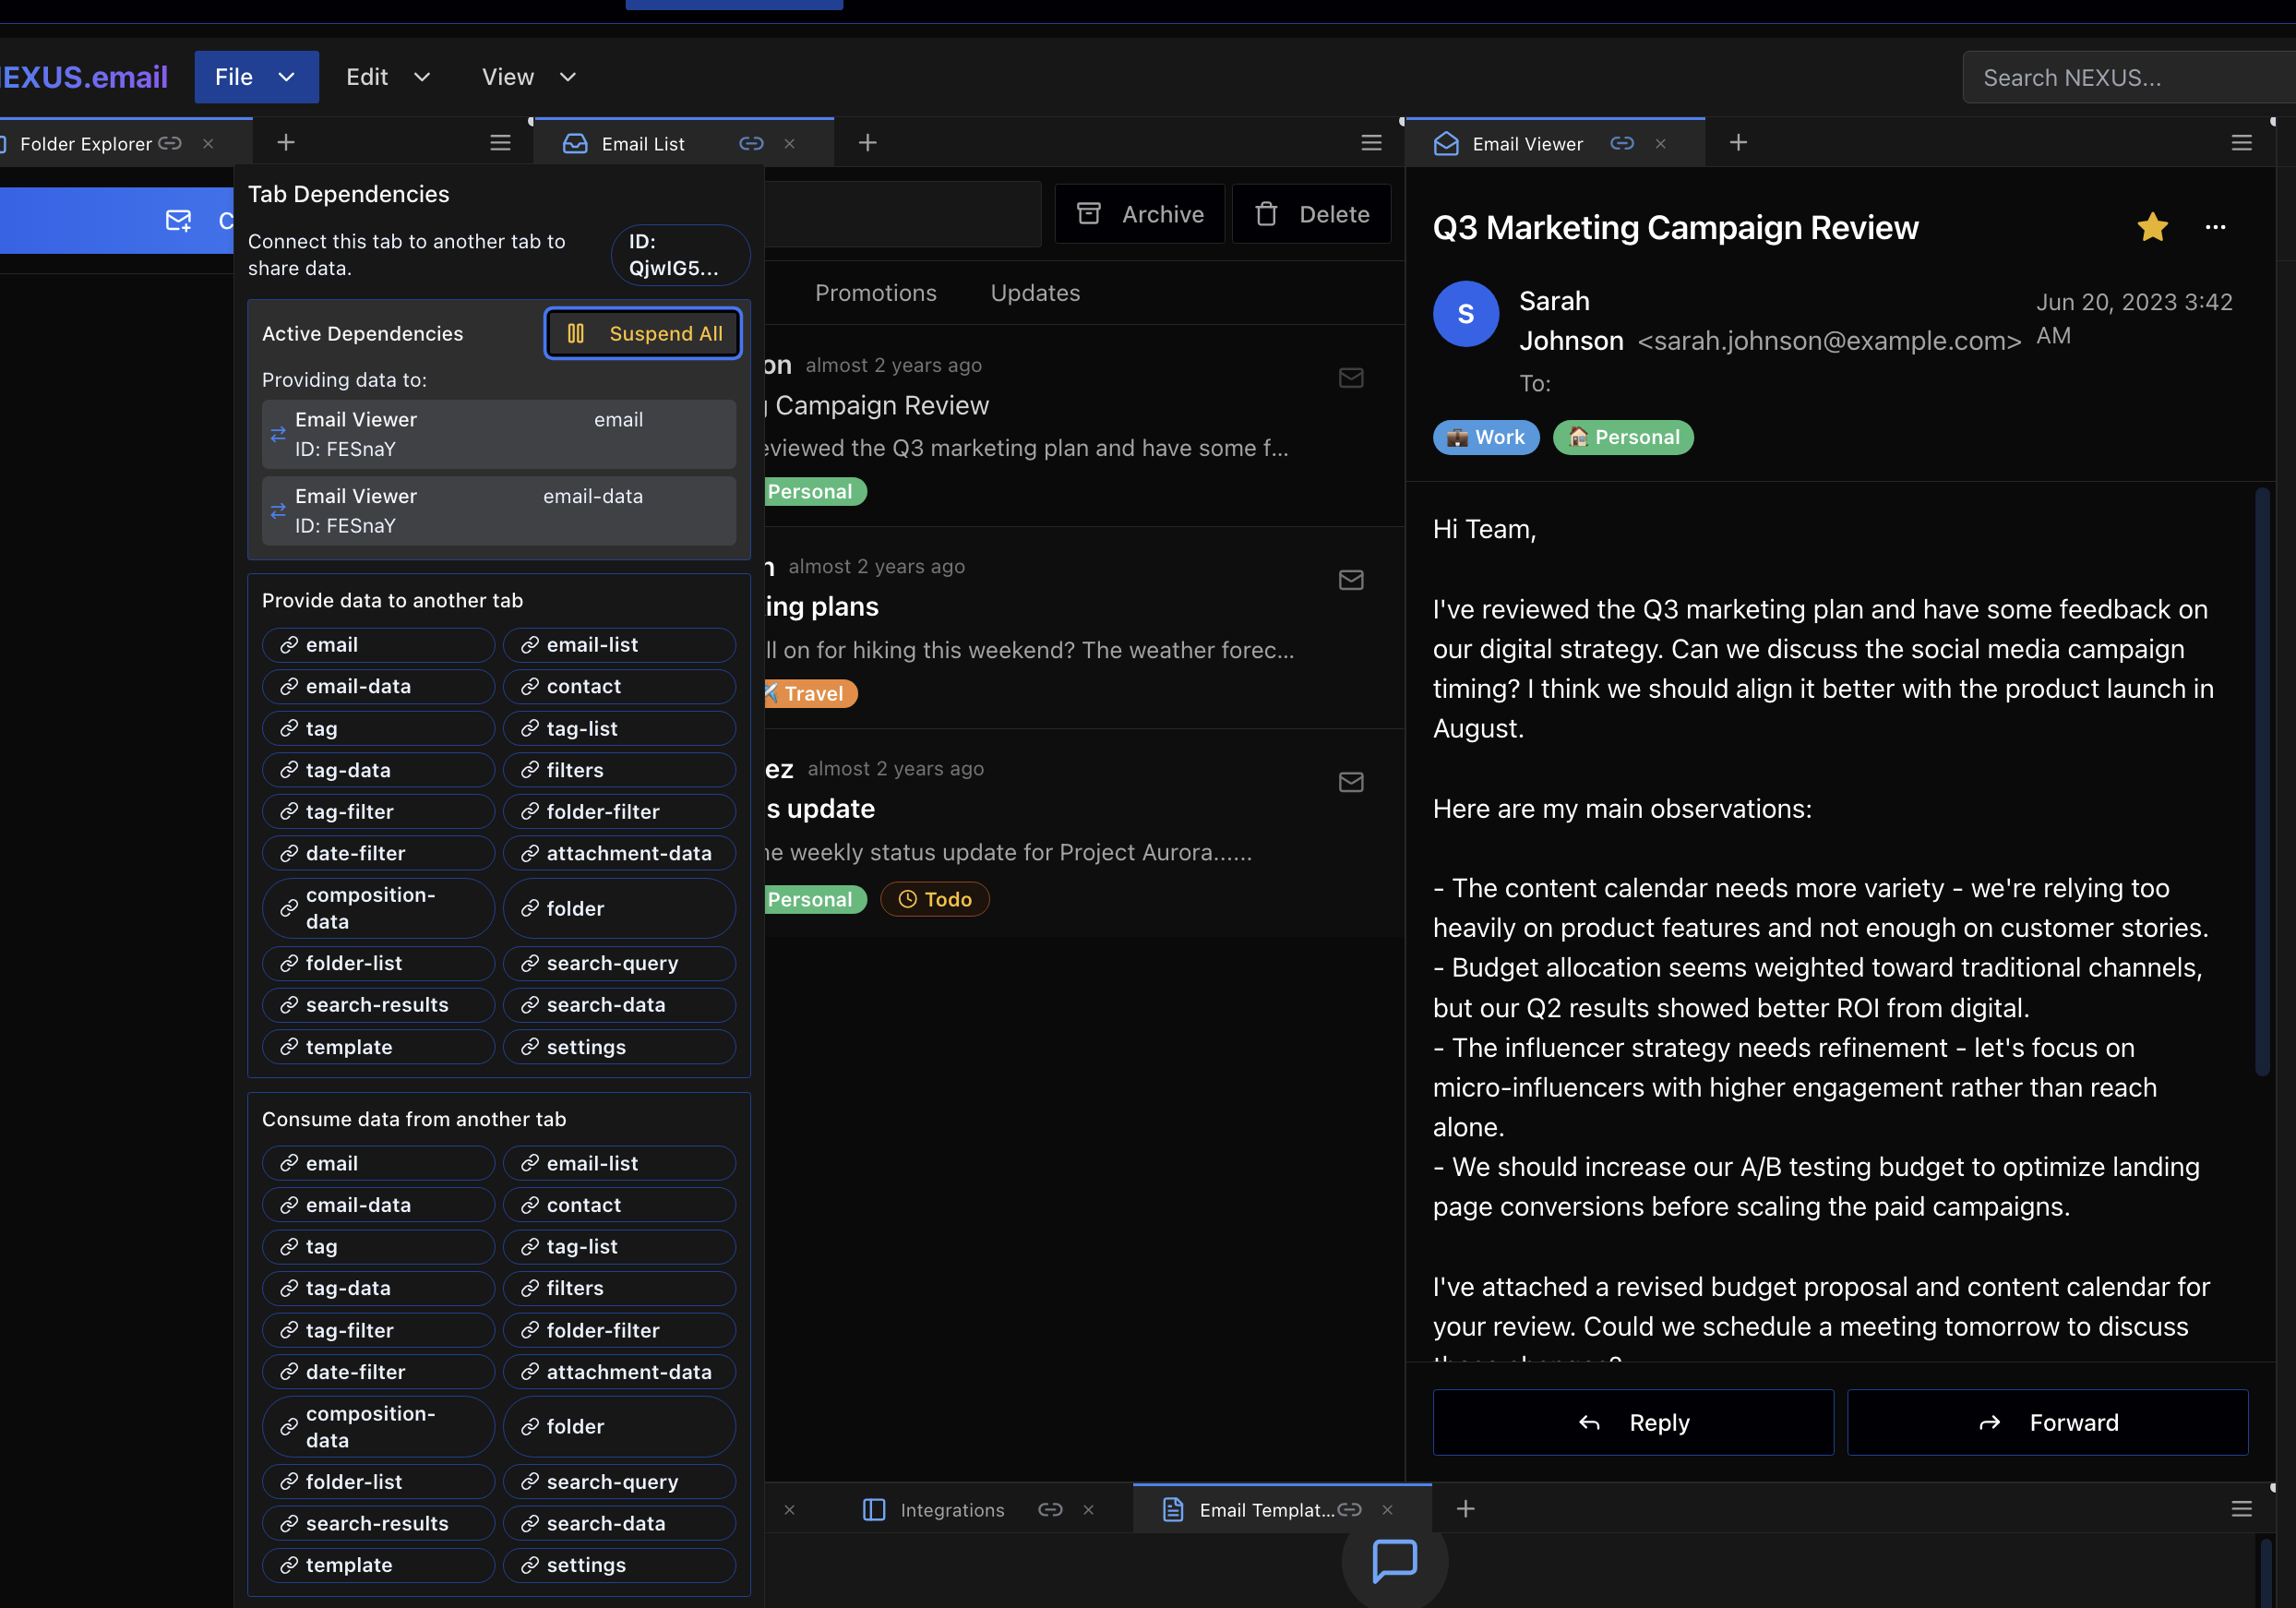 NEXUS.email
File
Edit
View
Search NEXUS...
Folder Explorer
Email List
Email Viewer
Tab Dependencies
Connect this tab to another tab to
share data.
ID:
QjwIG5...
Active Dependencies
Suspend All
Providing data to:
Email Viewer
email
ID: FESnaY
Email Viewer
email-data
ID: FESnaY
Provide data to another tab
email
email-list
email-data
contact
tag
tag-list
tag-data
filters
tag-filter
folder-filter
date-filter
attachment-data
composition-
data
folder
folder-list
search-query
search-results
search-data
template
settings
Consume data from another tab
email
email-list
email-data
contact
tag
tag-list
tag-data
filters
tag-filter
folder-filter
date-filter
attachment-data
composition-
data
folder
folder-list
search-query
search-results
search-data
template
settings
Archive
Delete
Promotions
Updates
on almost 2 years ago
Campaign Review
eviewed the Q3 marketing plan and have some f...
Personal
almost 2 years ago
ing plans
ll on for hiking this weekend? The weather forec...
Travel
ez almost 2 years ago
s update
weekly status update for Project Aurora......
Personal
Todo
Q3 Marketing Campaign Review
...
S
Sarah
Johnson <sarah.johnson@example.com>
Jun 20, 2023 3:42
AM
To:
Work
Personal
Hi Team,
I've reviewed the Q3 marketing plan and have some feedback on
our digital strategy. Can we discuss the social media campaign
timing? I think we should align it better with the product launch in
August.
Here are my main observations:
- The content calendar needs more variety - we're relying too
heavily on product features and not enough on customer stories.
- Budget allocation seems weighted toward traditional channels,
but our Q2 results showed better ROI from digital.
- The influencer strategy needs refinement - let's focus on
micro-influencers with higher engagement rather than reach
alone.
- We should increase our A/B testing budget to optimize landing
page conversions before scaling the paid campaigns.
I've attached a revised budget proposal and content calendar for
your review. Could we schedule a meeting tomorrow to discuss
Reply
Forward
Integrations
Email Templat...